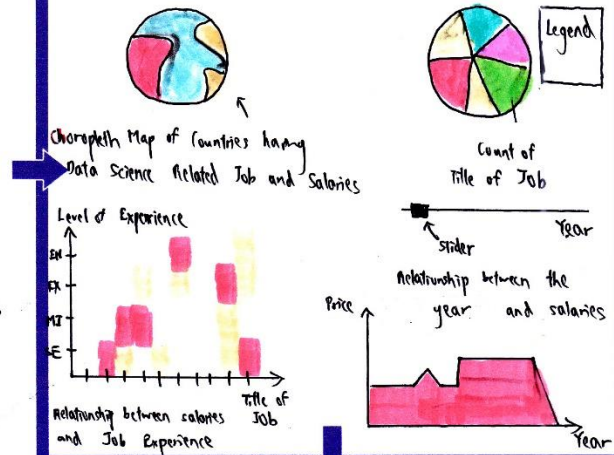 Choropleth Map of Countries having
Data Science Related Job and Salaries
Legend
Count of
Title of Job
slider
Year
Level of Experience
EN
EX
MI
SE
Title of
Job
Relationship between salaries
and Job Experience
Relationship between the
year and salaries
Price
Year